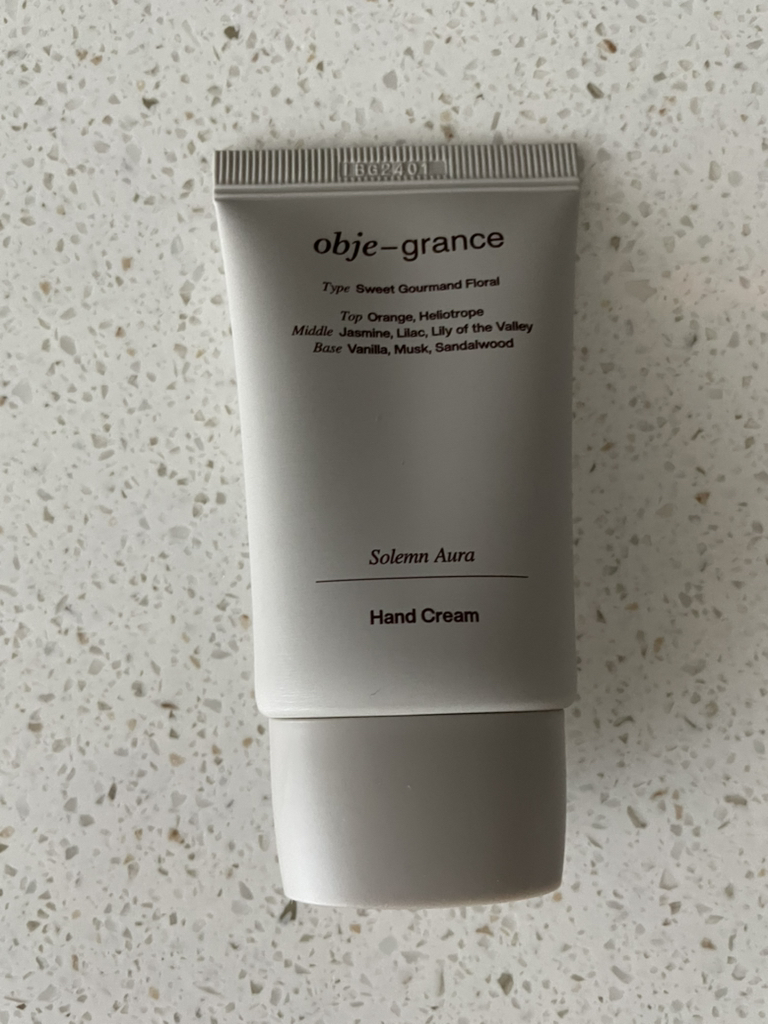 obje–grance
Type Sweet Gourmand Floral
Top Orange, Heliotrope
Middle Jasmine, Lilac, Lily of the Valley
Base Vanilla, Musk, Sandalwood
Solemn Aura
Hand Cream